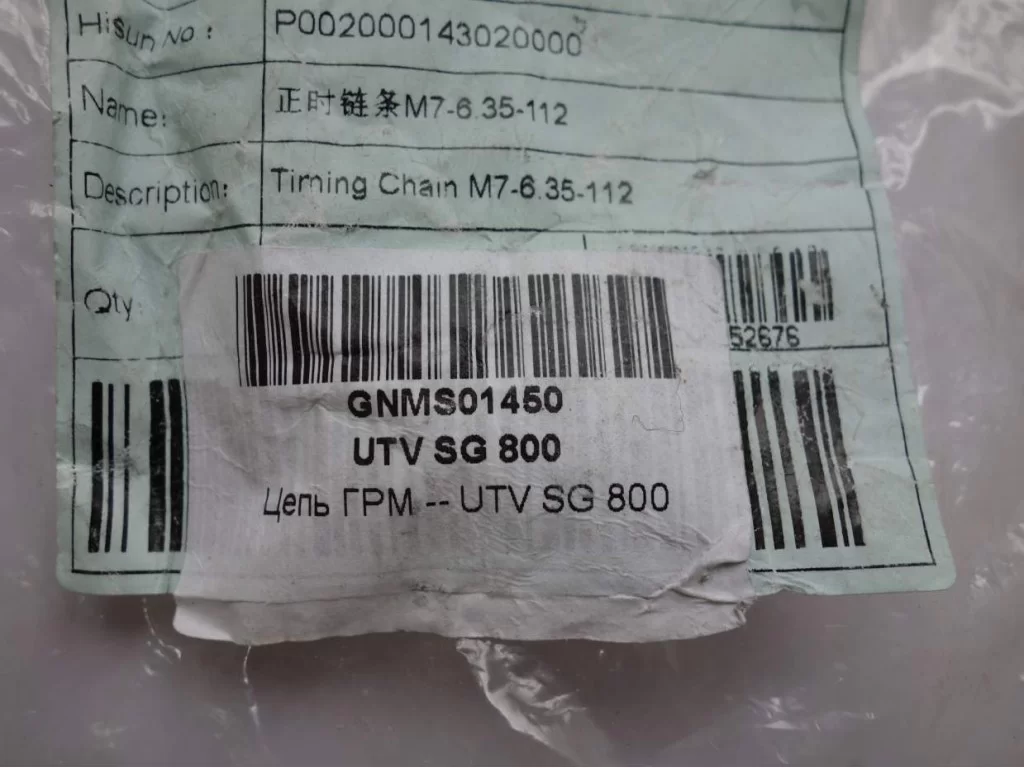 HiSun No: P002000143020000
Name: 正时链条M7-6.35-112
Description: Timing Chain M7-6.35-112
Qty:
52676
GNMS01450
UTV SG 800
Цепь ГРМ -- UTV SG 800